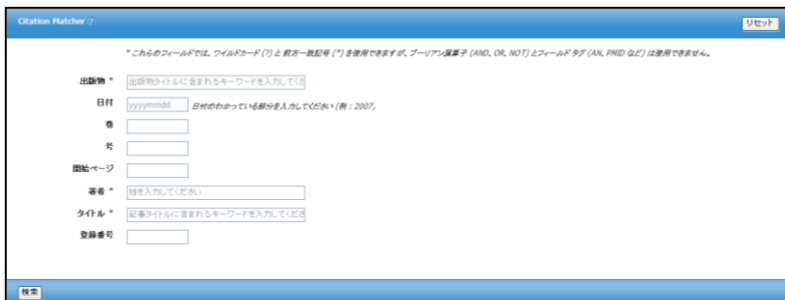 Citation Matcher
リセット
* これらのフィールドでは、ワイルドカード (?) と 前方一致記号 (*) を使用できますが、ブーリアン演算子 (AND, OR, NOT) とフィールド タグ (AN, PMID など) は使用できません。
出版物 * 出版物タイトルに含まれるキーワードを入力してくだ
日付 yyyymmdd 日付のわかっている部分を入力してください (例 : 2007)
巻
号
開始ページ
著者 * 姓を入力してください
タイトル * 記事タイトルに含まれるキーワードを入力してくださ
登録番号
検索